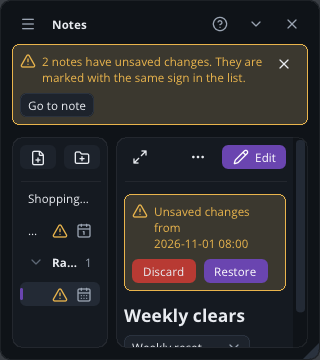 Notes
2 notes have unsaved changes. They are
marked with the same sign in the list.
Go to note
Edit
Shopping...
...
Ra... 1
Unsaved changes
from
2026-11-01 08:00
Discard Restore
Weekly clears
Weekly reset